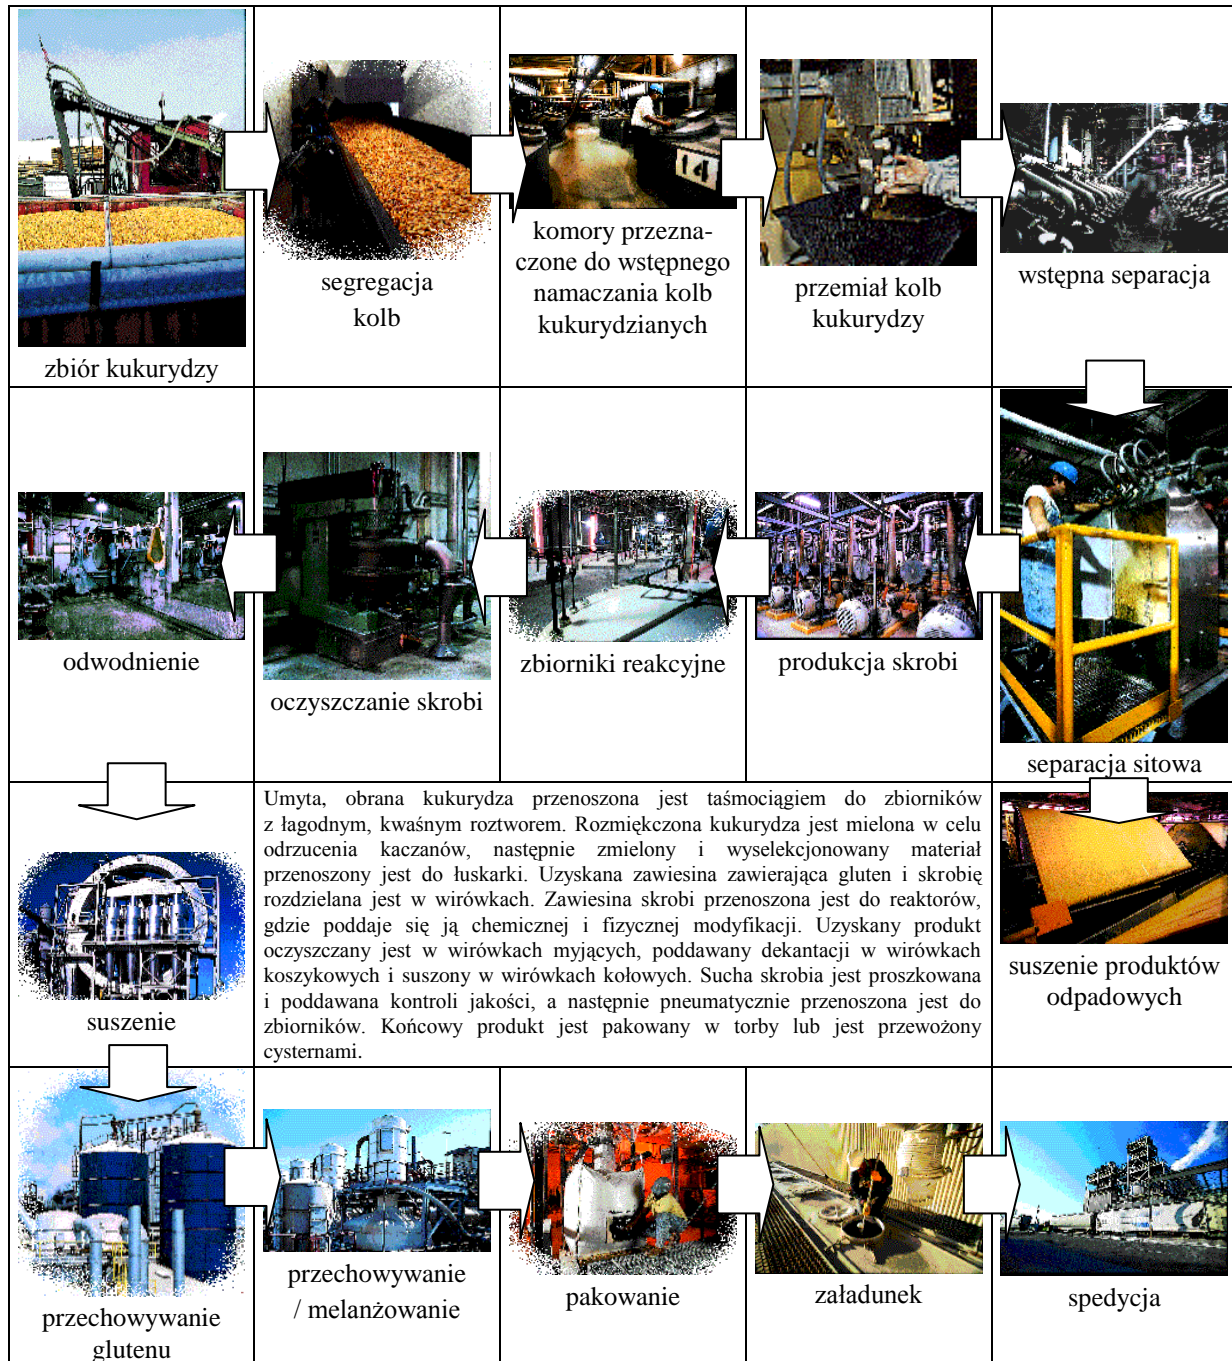 zbiór kukurydzy
segregacja
kolb
komory przezna-
czone do wstępnego
namaczania kolb
kukurydzianych
14
przemiał kolb
kukurydzy
wstępna separacja
odwodnienie
oczyszczanie skrobi
zbiorniki reakcyjne
produkcja skrobi
separacja sitowa
suszenie
Umyta, obrana kukurydza przenoszona jest taśmociągiem do zbiorników
z łagodnym, kwaśnym roztworem. Rozmiękczona kukurydza jest mielona w celu
odrzucenia kaczanów, następnie zmielony i wyselekcjonowany materiał
przenoszony jest do łuskarki. Uzyskana zawiesina zawierająca gluten i skrobię
rozdzielana jest w wirówkach. Zawiesina skrobi przenoszona jest do reaktorów,
gdzie poddaje się ją chemicznej i fizycznej modyfikacji. Uzyskany produkt
oczyszczany jest w wirówkach myjących, poddawany dekantacji w wirówkach
koszykowych i suszony w wirówkach kołowych. Sucha skrobia jest proszkowana
i poddawana kontroli jakości, a następnie pneumatycznie przenoszona jest do
zbiorników. Końcowy produkt jest pakowany w torby lub jest przewożony
cysternami.
suszenie produktów
odpadowych
przechowywanie
glutenu
przechowywanie
/ melanżowanie
pakowanie
załadunek
spedycja